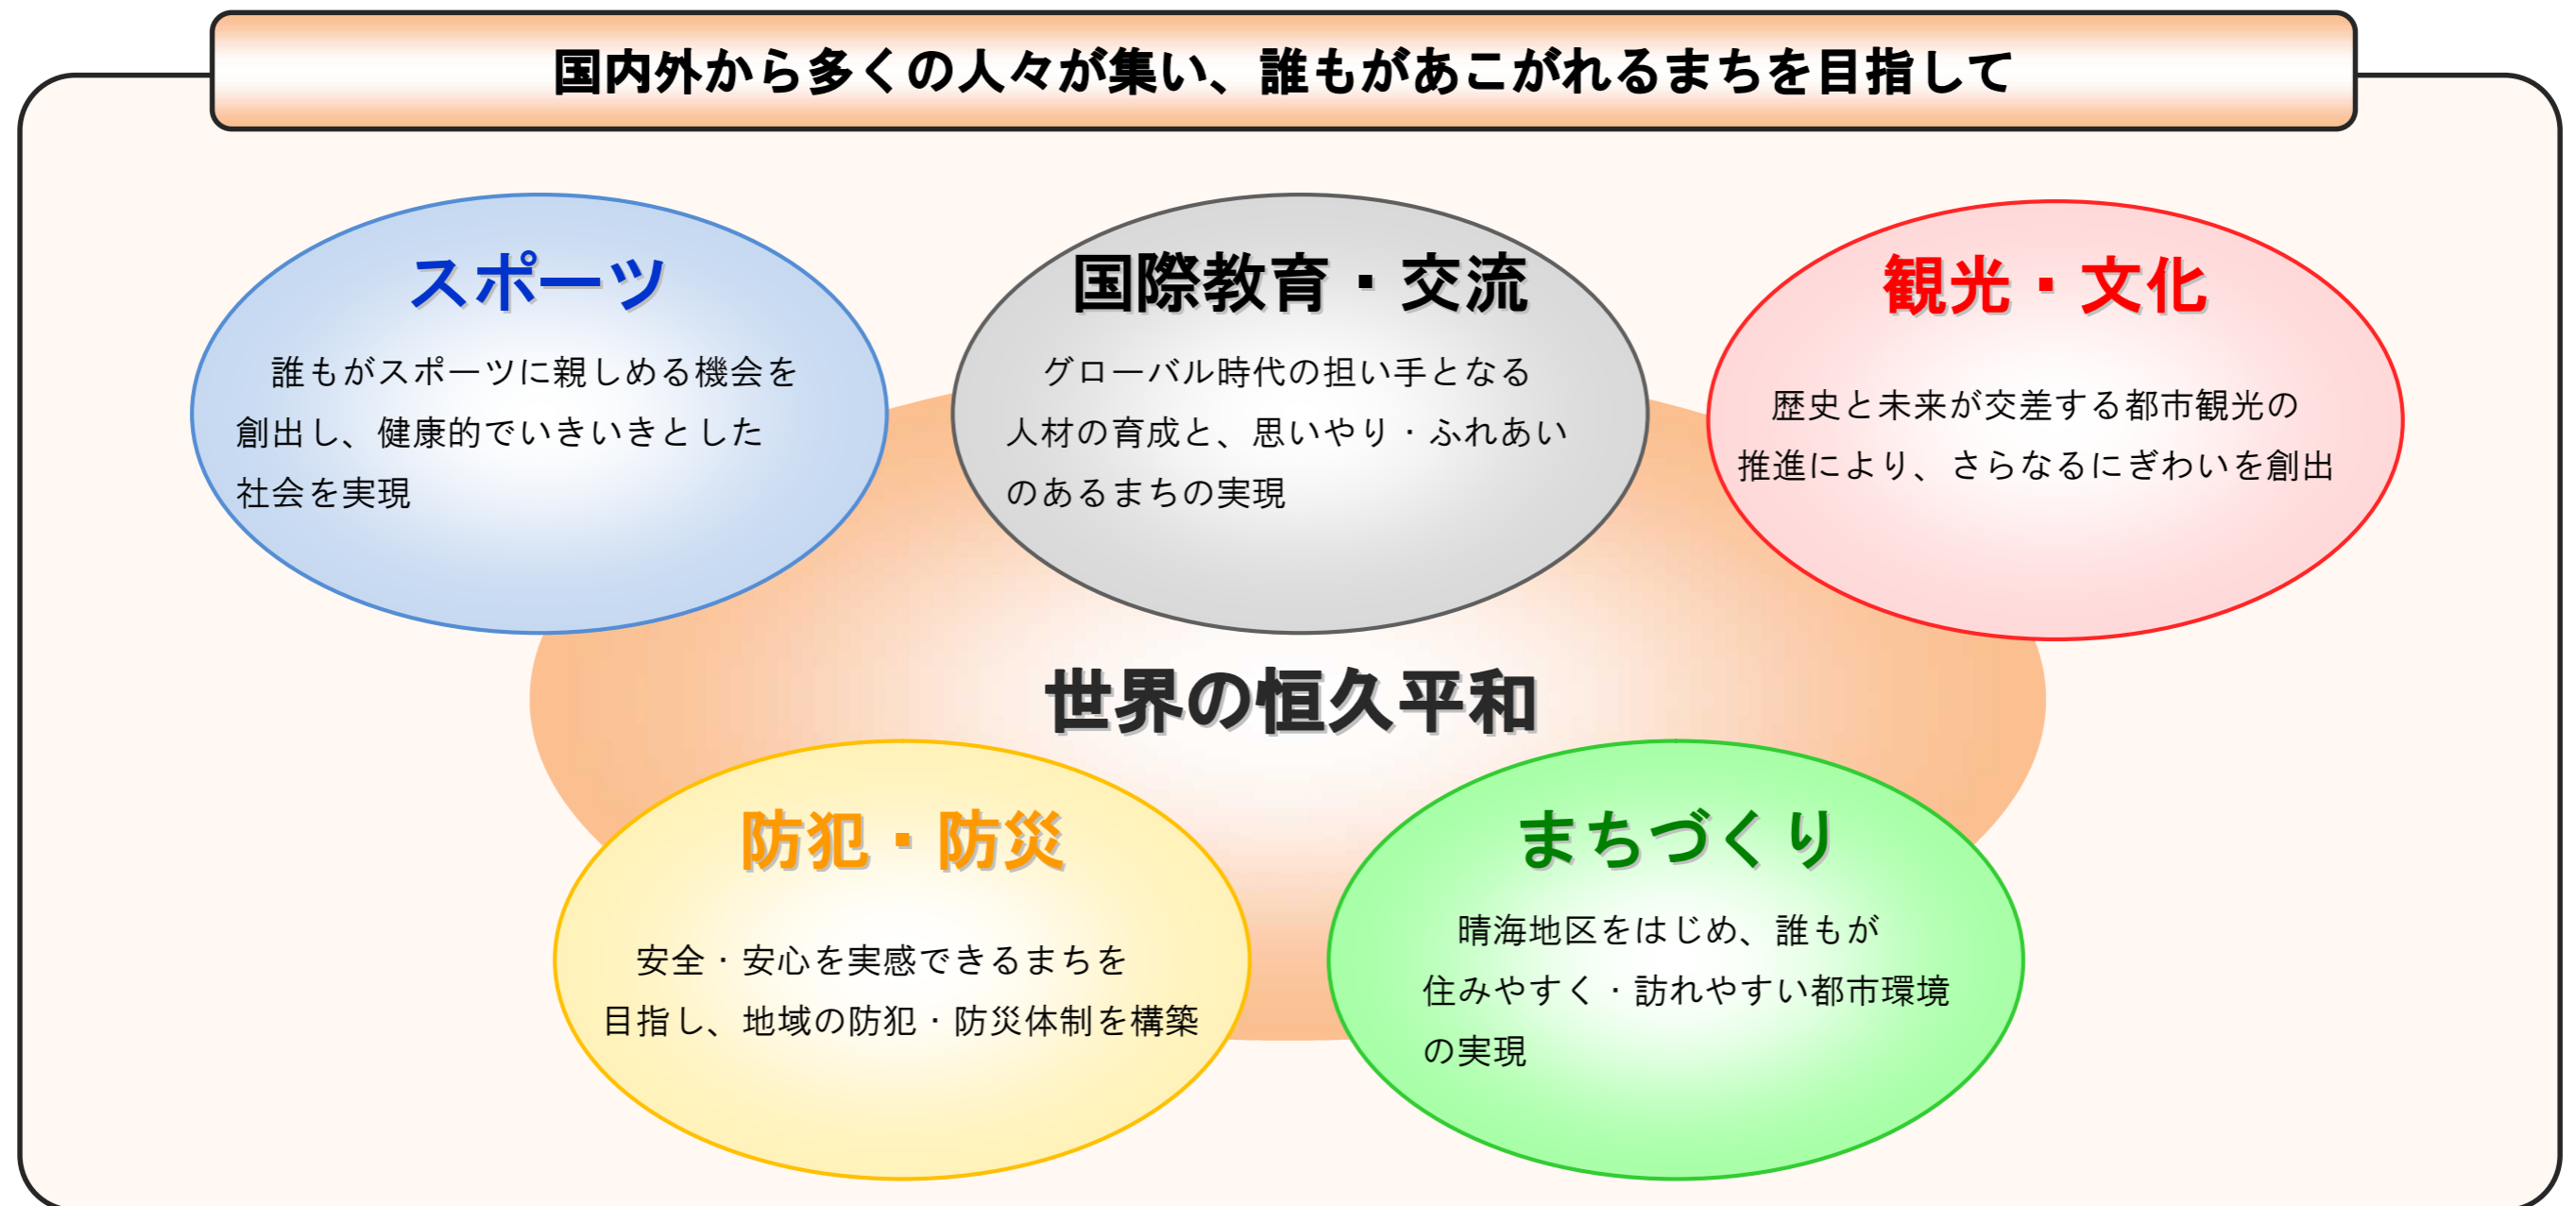 国内外から多くの人々が集い、誰もがあこがれるまちを目指して
スポーツ
誰もがスポーツに親しめる機会を
創出し、健康的でいきいきとした
社会を実現
国際教育・交流
グローバル時代の担い手となる
人材の育成と、思いやり・ふれあい
のあるまちの実現
観光・文化
歴史と未来が交差する都市観光の
推進により、さらなるにぎわいを創出
世界の恒久平和
防犯・防災
安全・安心を実感できるまちを
目指し、地域の防犯・防災体制を構築
まちづくり
晴海地区をはじめ、誰もが
住みやすく・訪れやすい都市環境
の実現